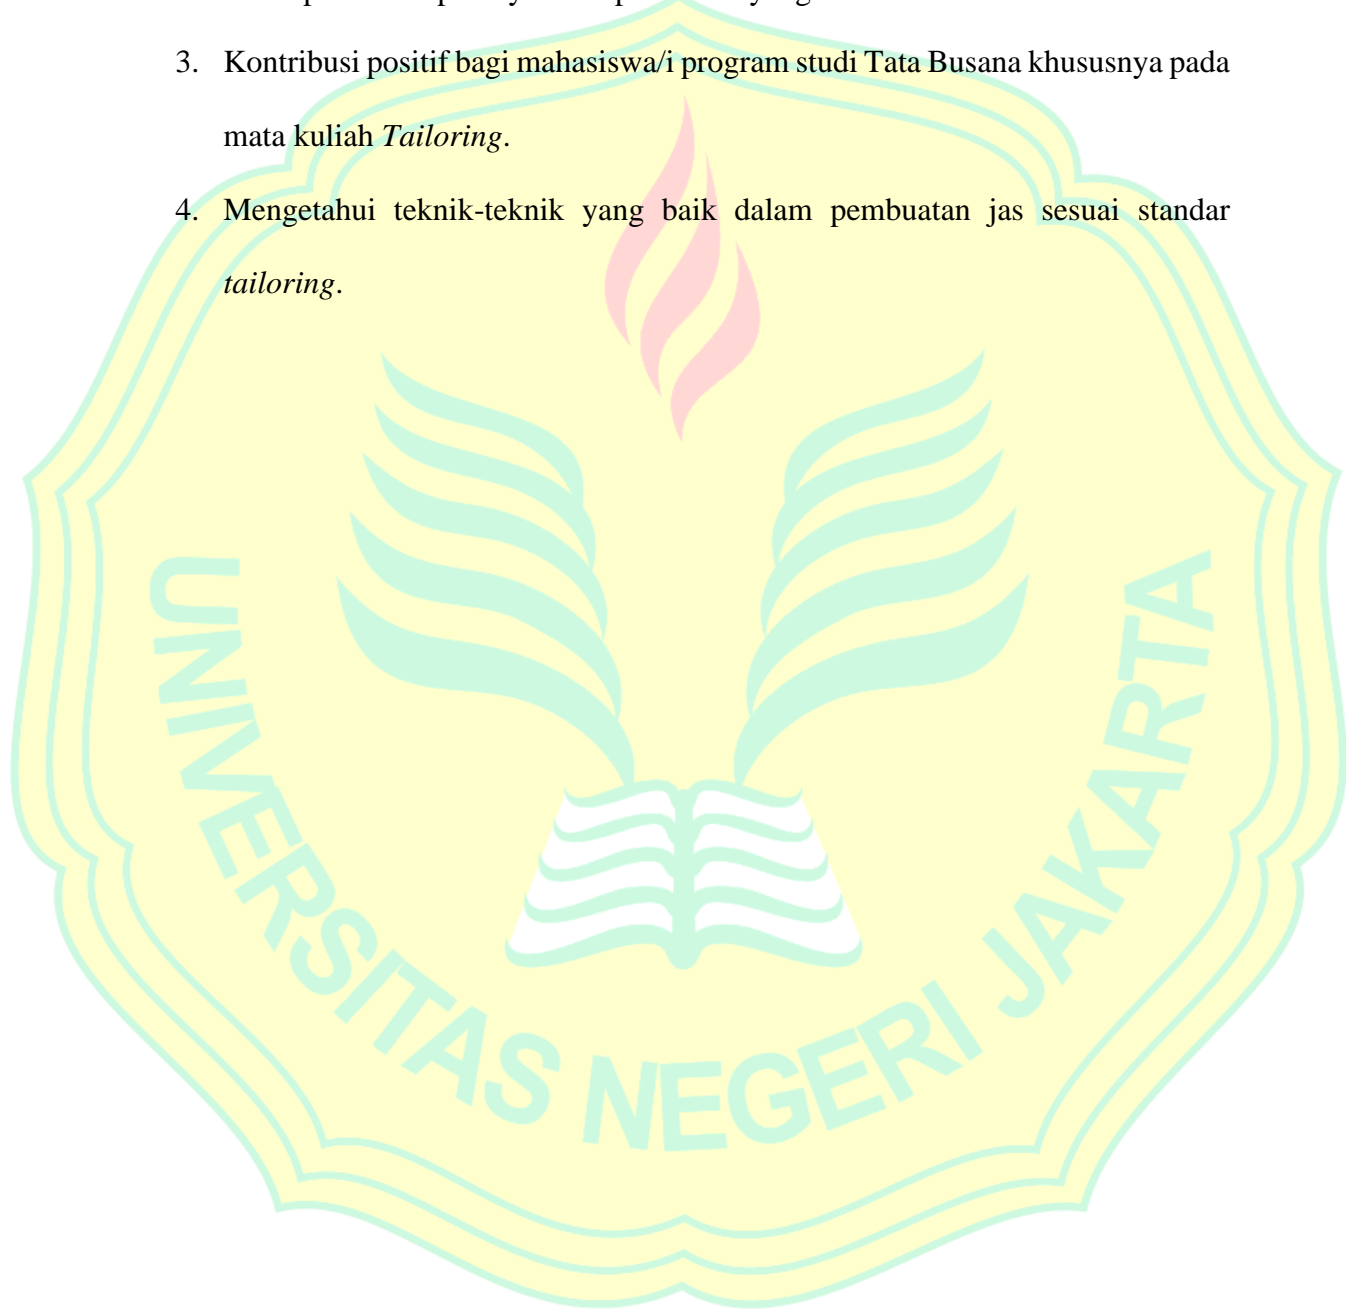 3. Kontribusi positif bagi mahasiswa/i program studi Tata Busana khususnya pada
mata kuliah Tailoring.
4. Mengetahui teknik-teknik yang baik dalam pembuatan jas sesuai standar
tailoring.
UNIVERSITAS NEGERI JAKARTA